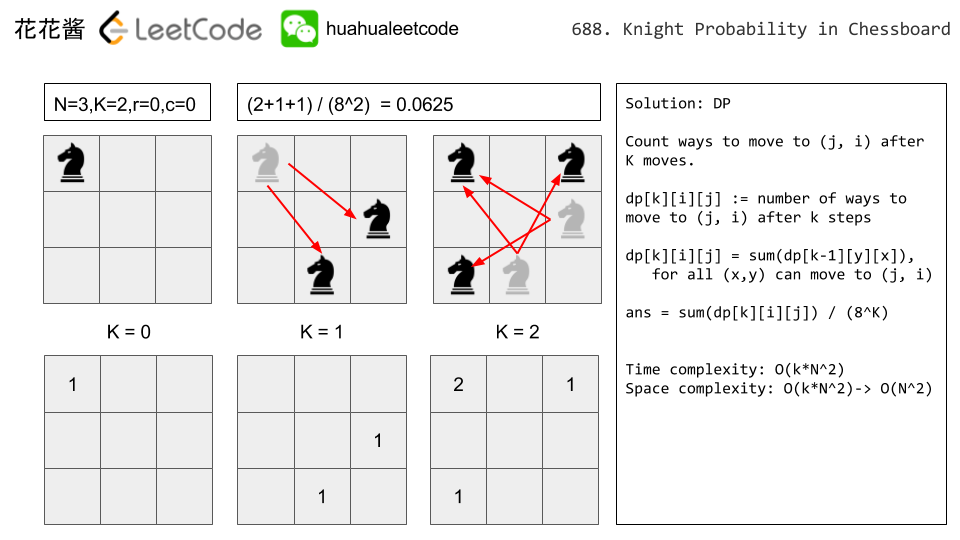 花花酱 LeetCode huahualeetcode 688. Knight Probability in Chessboard
N=3,K=2,r=0,c=0
(2+1+1) / (8^2) = 0.0625
K = 0
K = 1
K = 2
1
1
1
2 1
1
Solution: DP
Count ways to move to (j, i) after
K moves.
dp[k][i][j] := number of ways to
move to (j, i) after k steps
dp[k][i][j] = sum(dp[k-1][y][x]),
for all (x,y) can move to (j, i)
ans = sum(dp[k][i][j]) / (8^K)
Time complexity: O(k*N^2)
Space complexity: O(k*N^2)-> O(N^2)